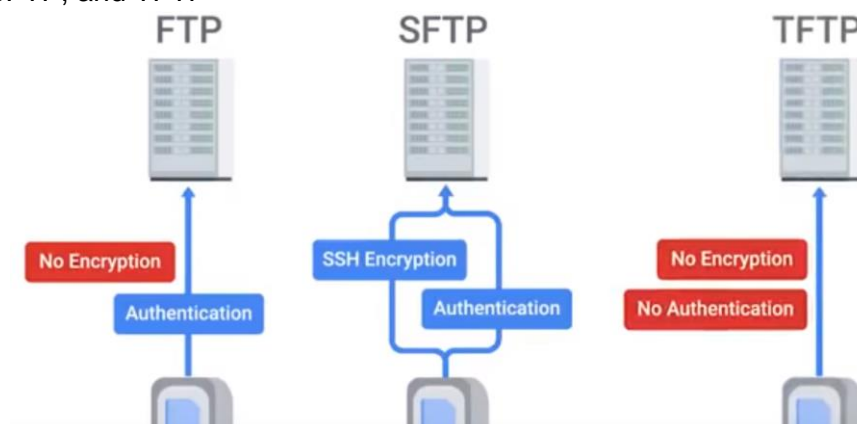 FTP
SFTP
TFTP
No Encryption
Authentication
SSH Encryption
Authentication
No Encryption
No Authentication